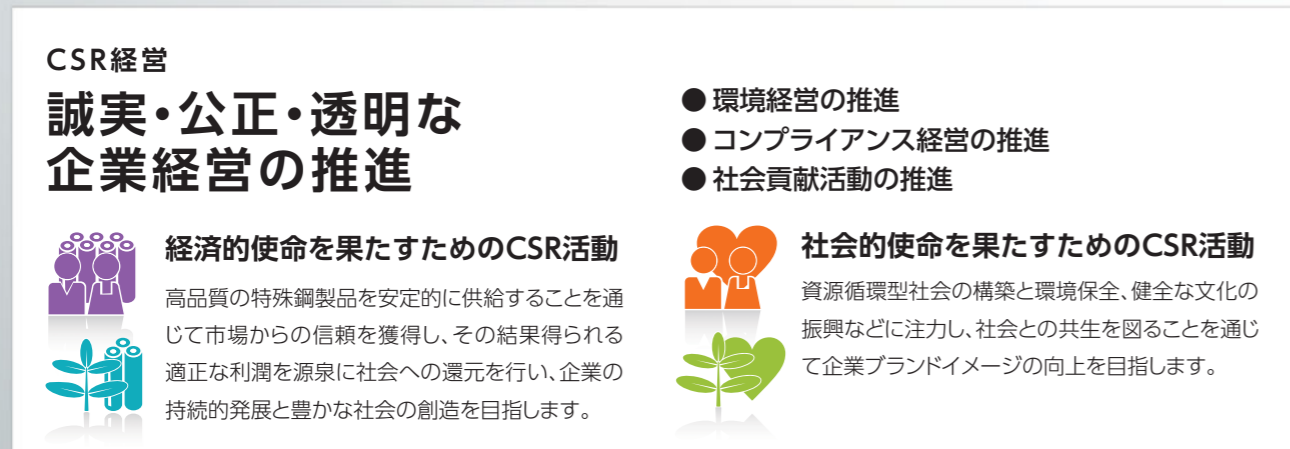 CSR経営
誠実・公正・透明な
企業経営の推進
● 環境経営の推進
● コンプライアンス経営の推進
● 社会貢献活動の推進
経済的使命を果たすためのCSR活動
高品質の特殊鋼製品を安定的に供給することを通
じて市場からの信頼を獲得し、その結果得られる
適正な利潤を源泉に社会への還元を行い、企業の
持続的発展と豊かな社会の創造を目指します。
社会的使命を果たすためのCSR活動
資源循環型社会の構築と環境保全、健全な文化の
振興などに注力し、社会との共生を図ることを通じ
て企業ブランドイメージの向上を目指します。